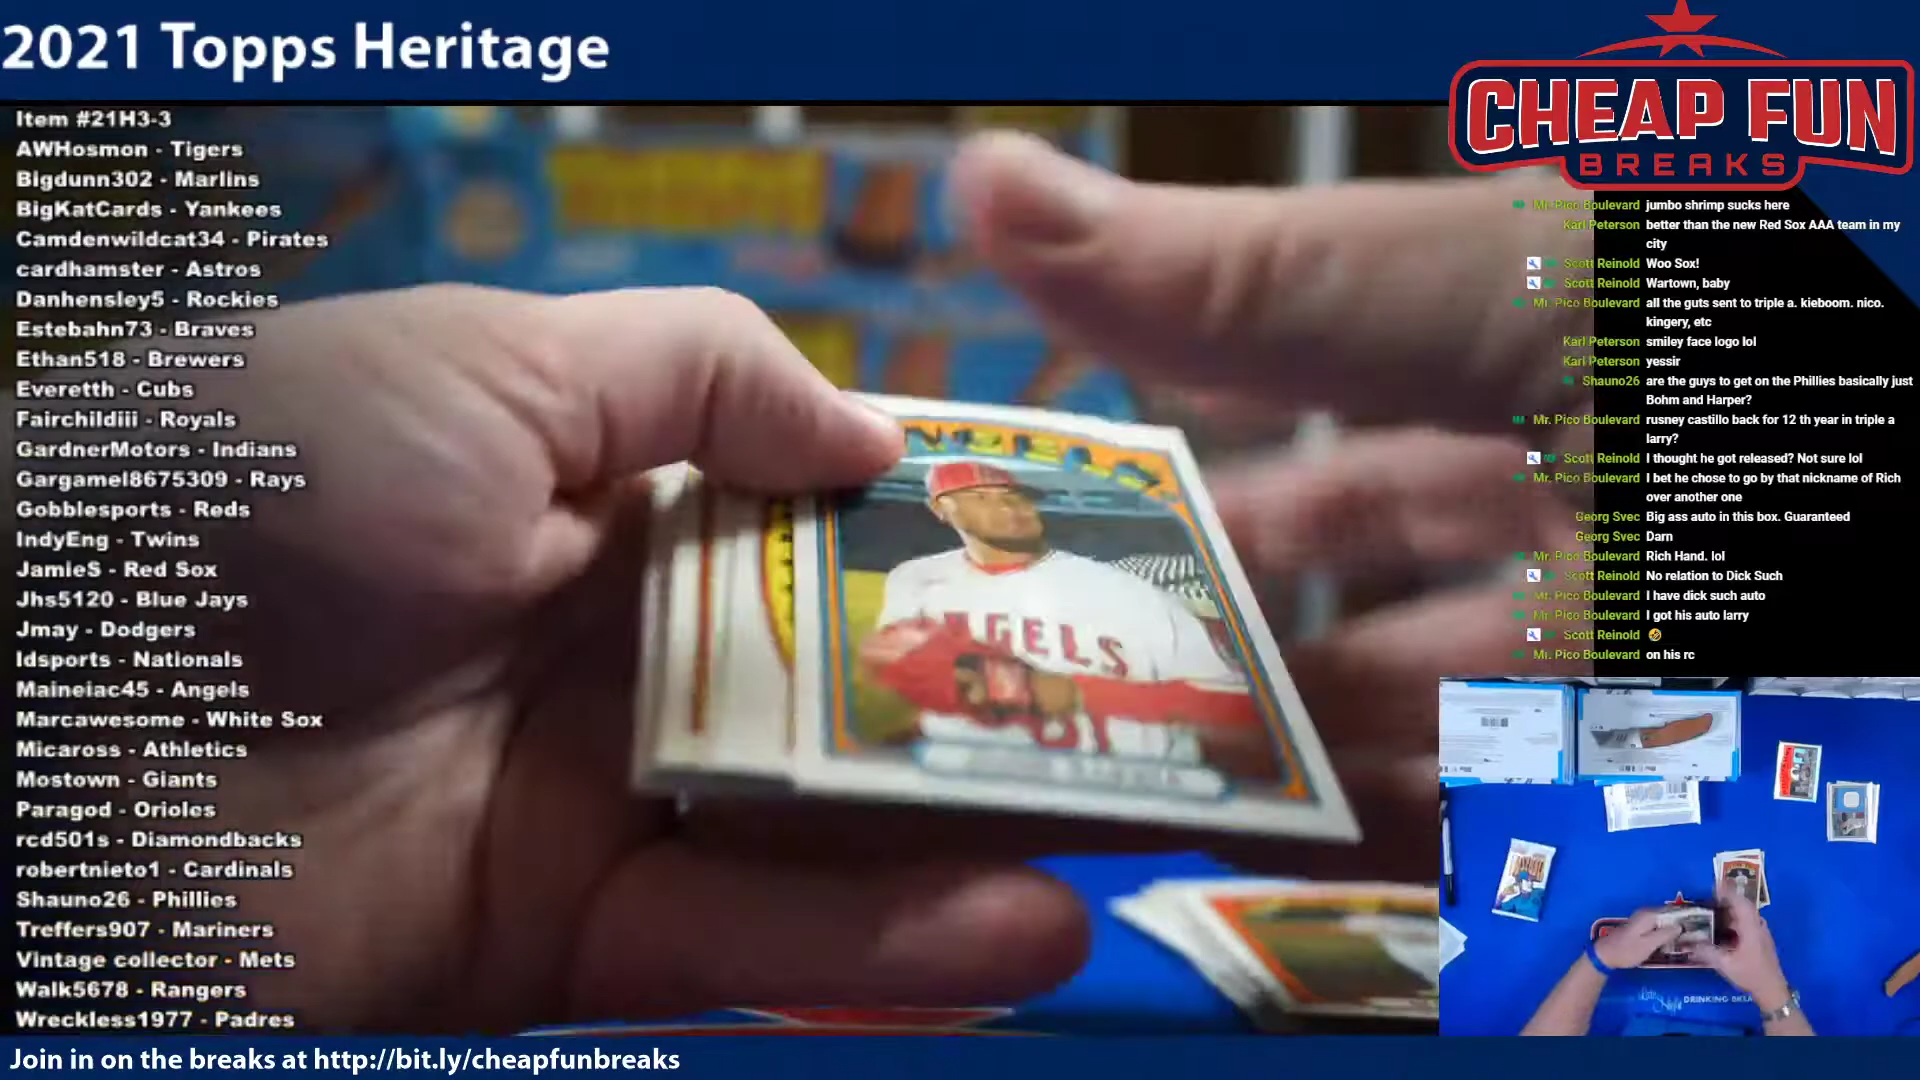 2021 Topps Heritage
CHEAP FUN
BREAKS
Item #21H3-3
AWHosmon - Tigers
Bigdunn302 - Marlins
BigKatCards - Yankees
Camdenwildcat34 - Pirates
cardhamster - Astros
Danhensley5 - Rockies
Estebahn73 - Braves
Ethan518 - Brewers
Everetth - Cubs
Fairchildiii - Royals
GardnerMotors - Indians
Gargamel8675309 - Rays
Gobblesports - Reds
IndyEng - Twins
JamieS - Red Sox
Jhs5120 - Blue Jays
Jmay - Dodgers
ldsports - Nationals
Maineiac45 - Angels
Marcawesome - White Sox
Micaross - Athletics
Mostown - Giants
Paragod - Orioles
rcd501s - Diamondbacks
robertnieto1 - Cardinals
Shauno26 - Phillies
Treffers907 - Mariners
Vintage collector - Mets
Walk5678 - Rangers
Wreckless1977 - Padres
NGELS
ANGELS
Mr. Pico Boulevard jumbo shrimp sucks here
Karl Peterson better than the new Red Sox AAA team in my
city
Scott Reinold Woo Sox!
Scott Reinold Wartown, baby
Mr. Pico Boulevard all the guts sent to triple a. kieboom. nico.
kingery, etc
Karl Peterson smiley face logo lol
Karl Peterson yessir
Shauno26 are the guys to get on the Phillies basically just
Bohm and Harper?
Mr. Pico Boulevard rusney castillo back for 12 th year in triple a
larry?
Scott Reinold I thought he got released? Not sure lol
Mr. Pico Boulevard I bet he chose to go by that nickname of Rich
over another one
Georg Svec Big ass auto in this box. Guaranteed
Georg Svec Darn
Mr. Pico Boulevard Rich Hand. lol
Scott Reinold No relation to Dick Such
Mr. Pico Boulevard I have dick such auto
Mr. Pico Boulevard I got his auto larry
Scott Reinold 🤣
Mr. Pico Boulevard on his rc
DRINKING
Join in on the breaks at http://bit.ly/cheapfunbreaks